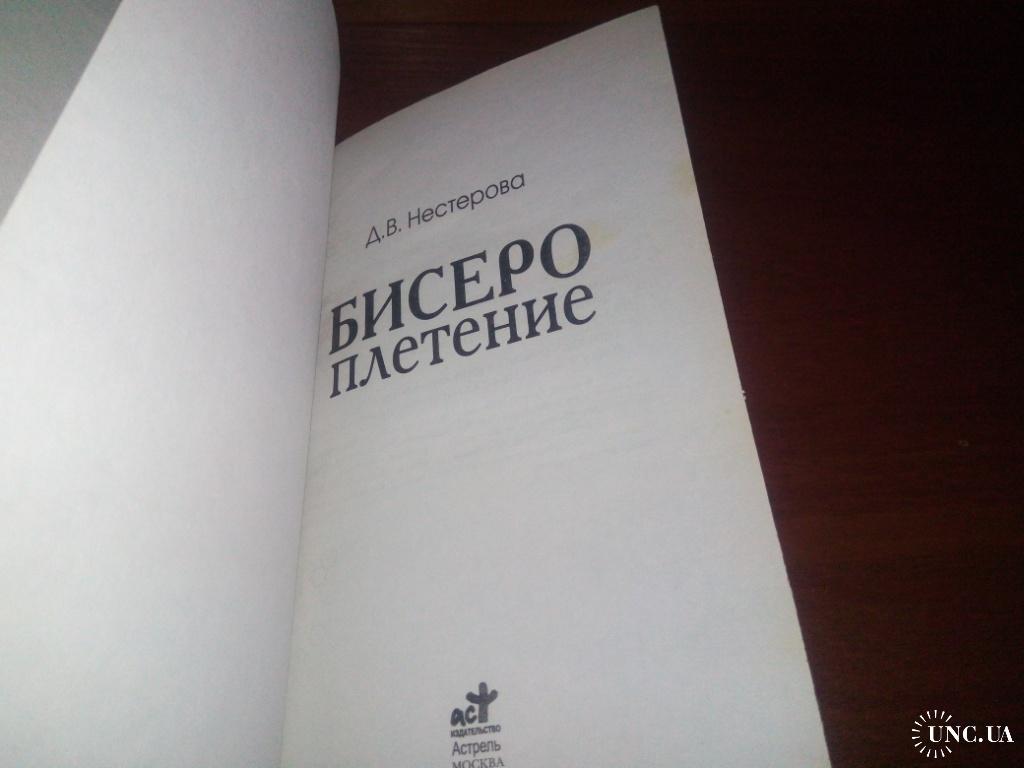 Д.В. Нестерова
БИСЕРО
плетение
аст
ИЗДАТЕЛЬСТВО
Астрель
МОСКВА
UNC.UA